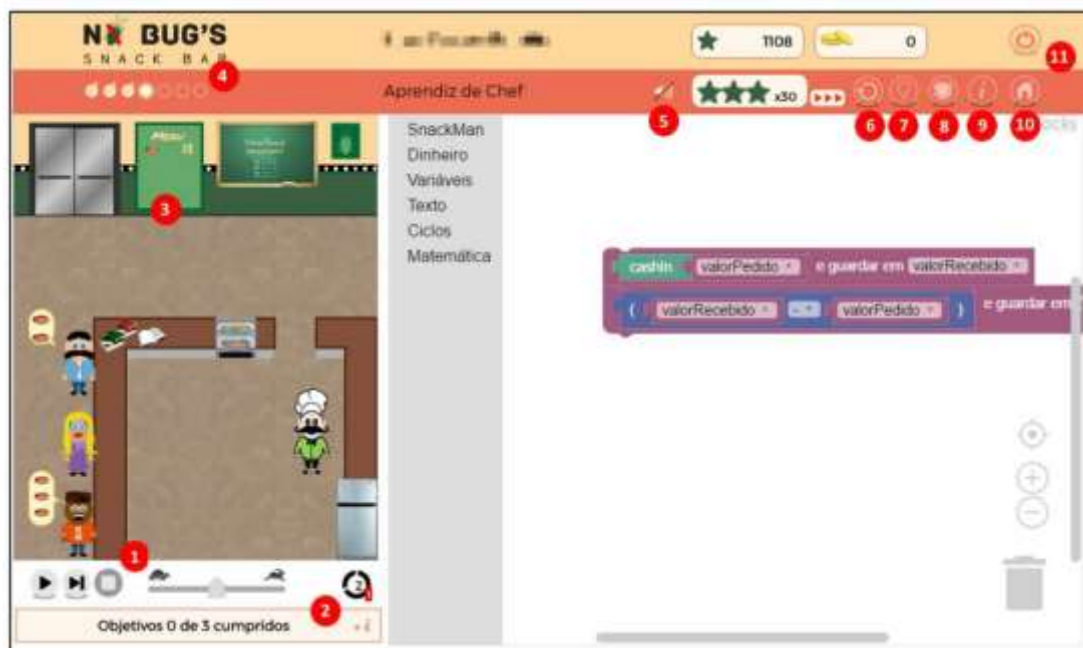 NO BUG'S
SNACK BAR
1108
0
11
4
Aprendiz de Chef
x30
5
6
7
8
9
10
3
SnackMan
Dinheiro
Variáveis
Texto
Ciclos
Matemática
cashin valorPedido e guardar em valorRecebido
( valorRecebido - valorPedido ) e guardar em
1
2
2
Objetivos 0 de 3 cumpridos
+ i